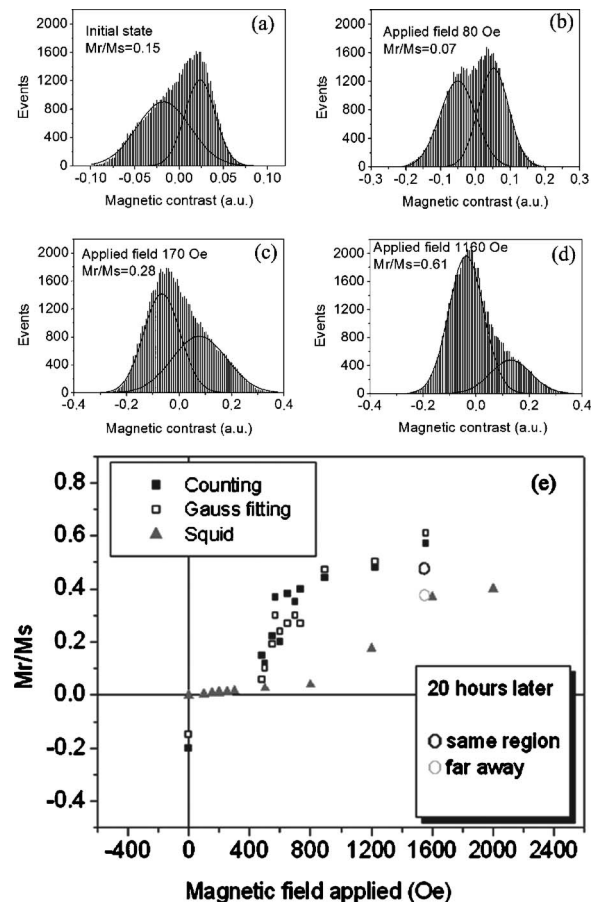 (a)
Initial state
Mr/Ms=0.15
Events
1600
1200
800
400
0
-0.10 -0.05 0.00 0.05 0.10
Magnetic contrast (a.u.)
(b)
Applied field 80 Oe
Mr/Ms=0.07
Events
2000
1600
1200
800
400
0
-0,3 -0,2 -0,1 0,0 0,1 0,2 0,3
Magnetic contrast (a.u.)
(c)
Applied field 170 Oe
Mr/Ms=0.28
Events
2000
1600
1200
800
400
0
-0.4 -0.2 0.0 0.2 0.4
Magnetic contrast (a.u.)
(d)
Applied field 1160 Oe
Mr/Ms=0.61
Events
2000
1600
1200
800
400
0
-0.4 -0.2 0.0 0.2 0.4
Magnetic contrast (a.u.)
(e)
Counting
Gauss fitting
Squid
Mr/Ms
0.8
0.6
0.4
0.2
0.0
-0.2
-0.4
20 hours later
same region
far away
-400 0 400 800 1200 1600 2000 2400
Magnetic field applied (Oe)